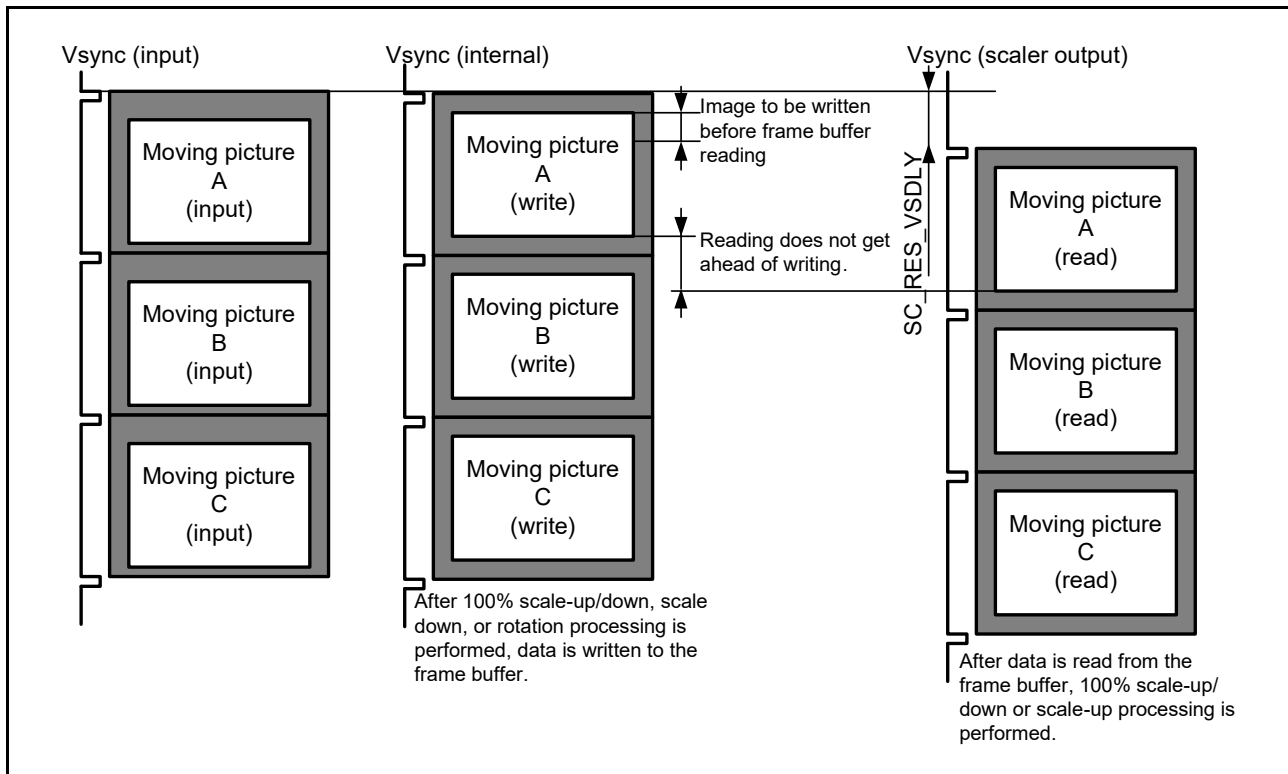 Vsync (input)
Vsync (internal)
Vsync (scaler output)
Moving picture
A
(input)
Moving picture
B
(input)
Moving picture
C
(input)
Moving picture
A
(write)
Moving picture
B
(write)
Moving picture
C
(write)
After 100% scale-up/down, scale
down, or rotation processing is
performed, data is written to the
frame buffer.
Image to be written
before frame buffer
reading
Reading does not get
ahead of writing.
SC_RES_VSDLY
Moving picture
A
(read)
Moving picture
B
(read)
Moving picture
C
(read)
After data is read from the
frame buffer, 100% scale-up/
down or scale-up processing is
performed.